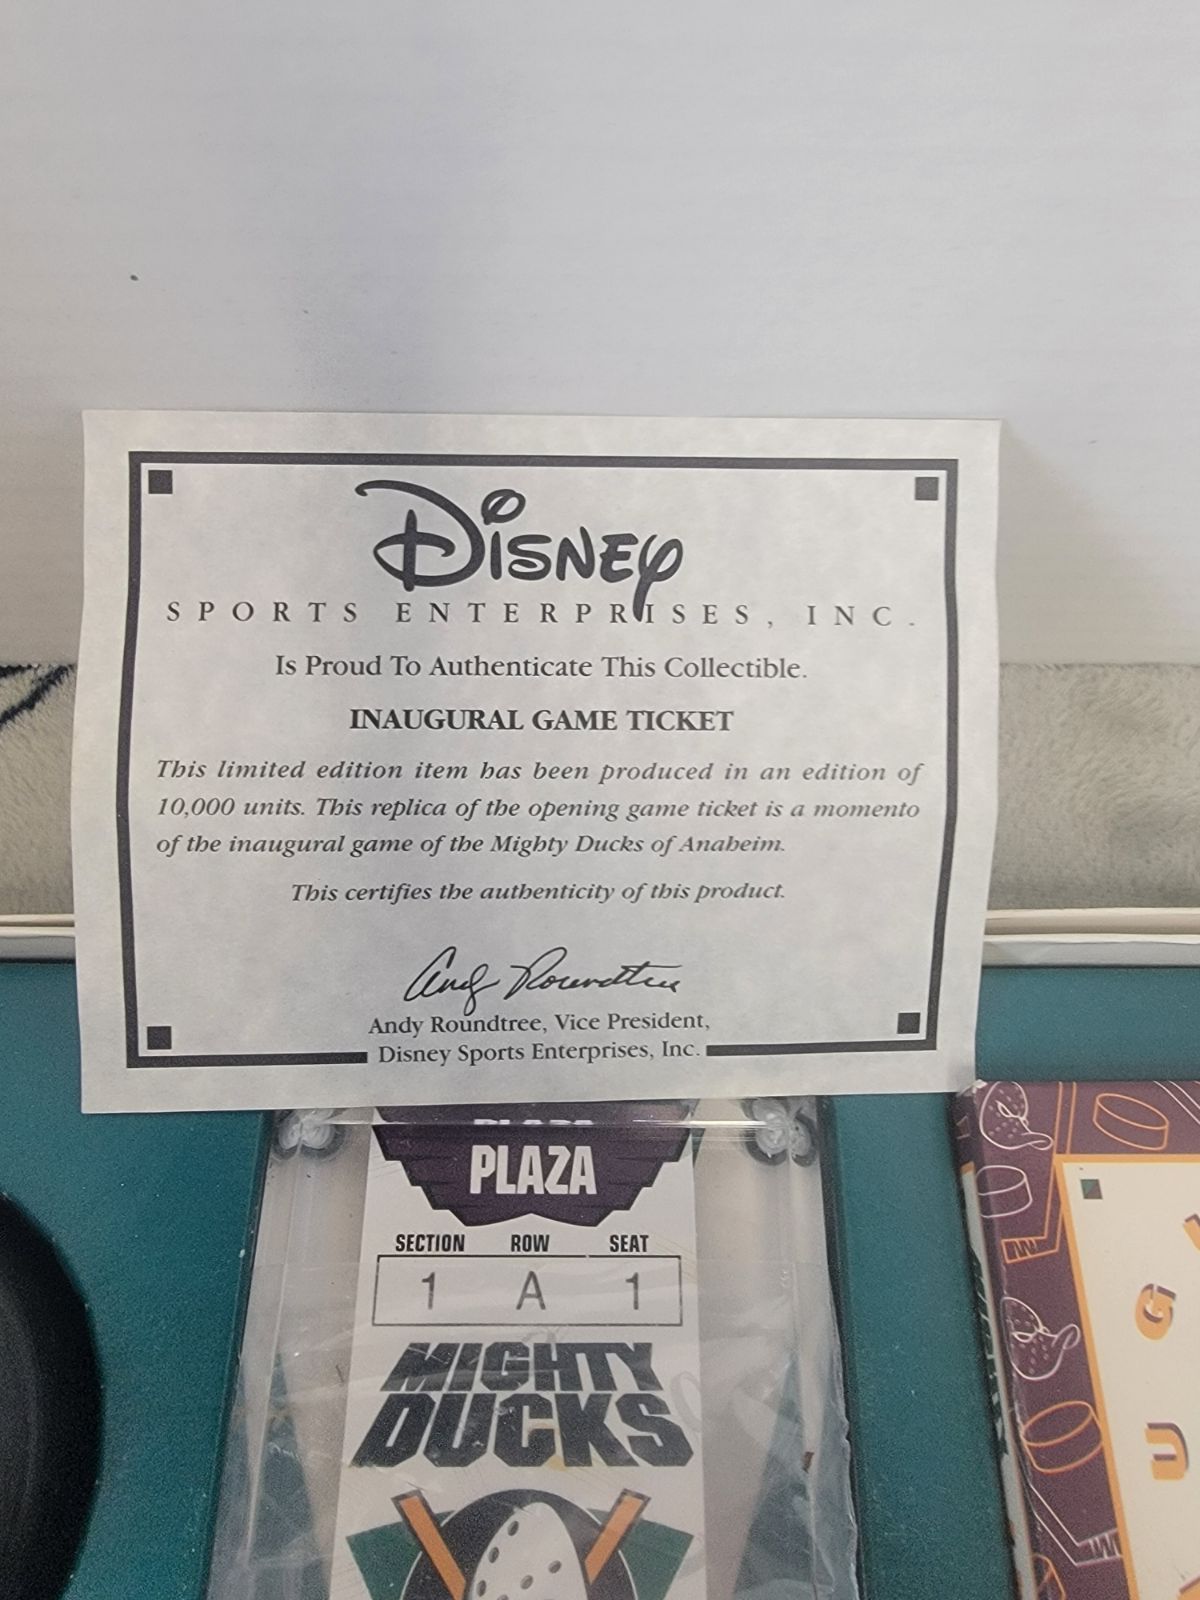 Disney
SPORTS ENTERPRISES, INC.
Is Proud To Authenticate This Collectible.
INAUGURAL GAME TICKET
This limited edition item has been produced in an edition of
10,000 units. This replica of the opening game ticket is a momento
of the inaugural game of the Mighty Ducks of Anaheim.
This certifies the authenticity of this product.
Andy Roundtree
Andy Roundtree, Vice President,
Disney Sports Enterprises, Inc.
PLAZA
SECTION ROW SEAT
1 A 1
MIGHTY
DUCKS